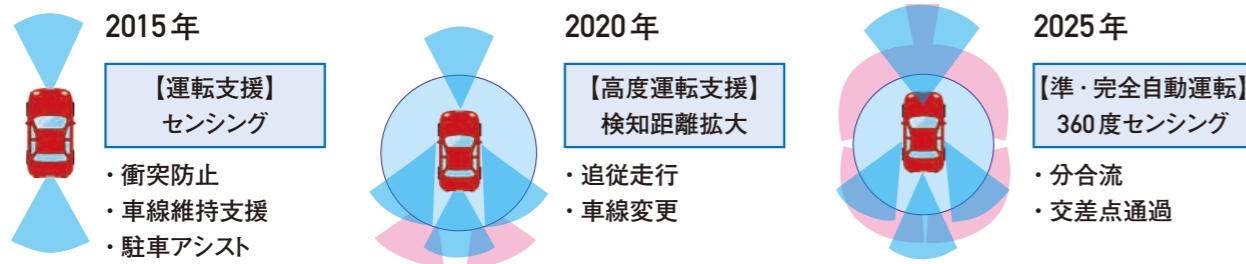 2015年
【運転支援】
センシング
・衝突防止
・車線維持支援
・駐車アシスト
2020年
【高度運転支援】
検知距離拡大
・追従走行
・車線変更
2025年
【準・完全自動運転】
360度センシング
・分合流
・交差点通過